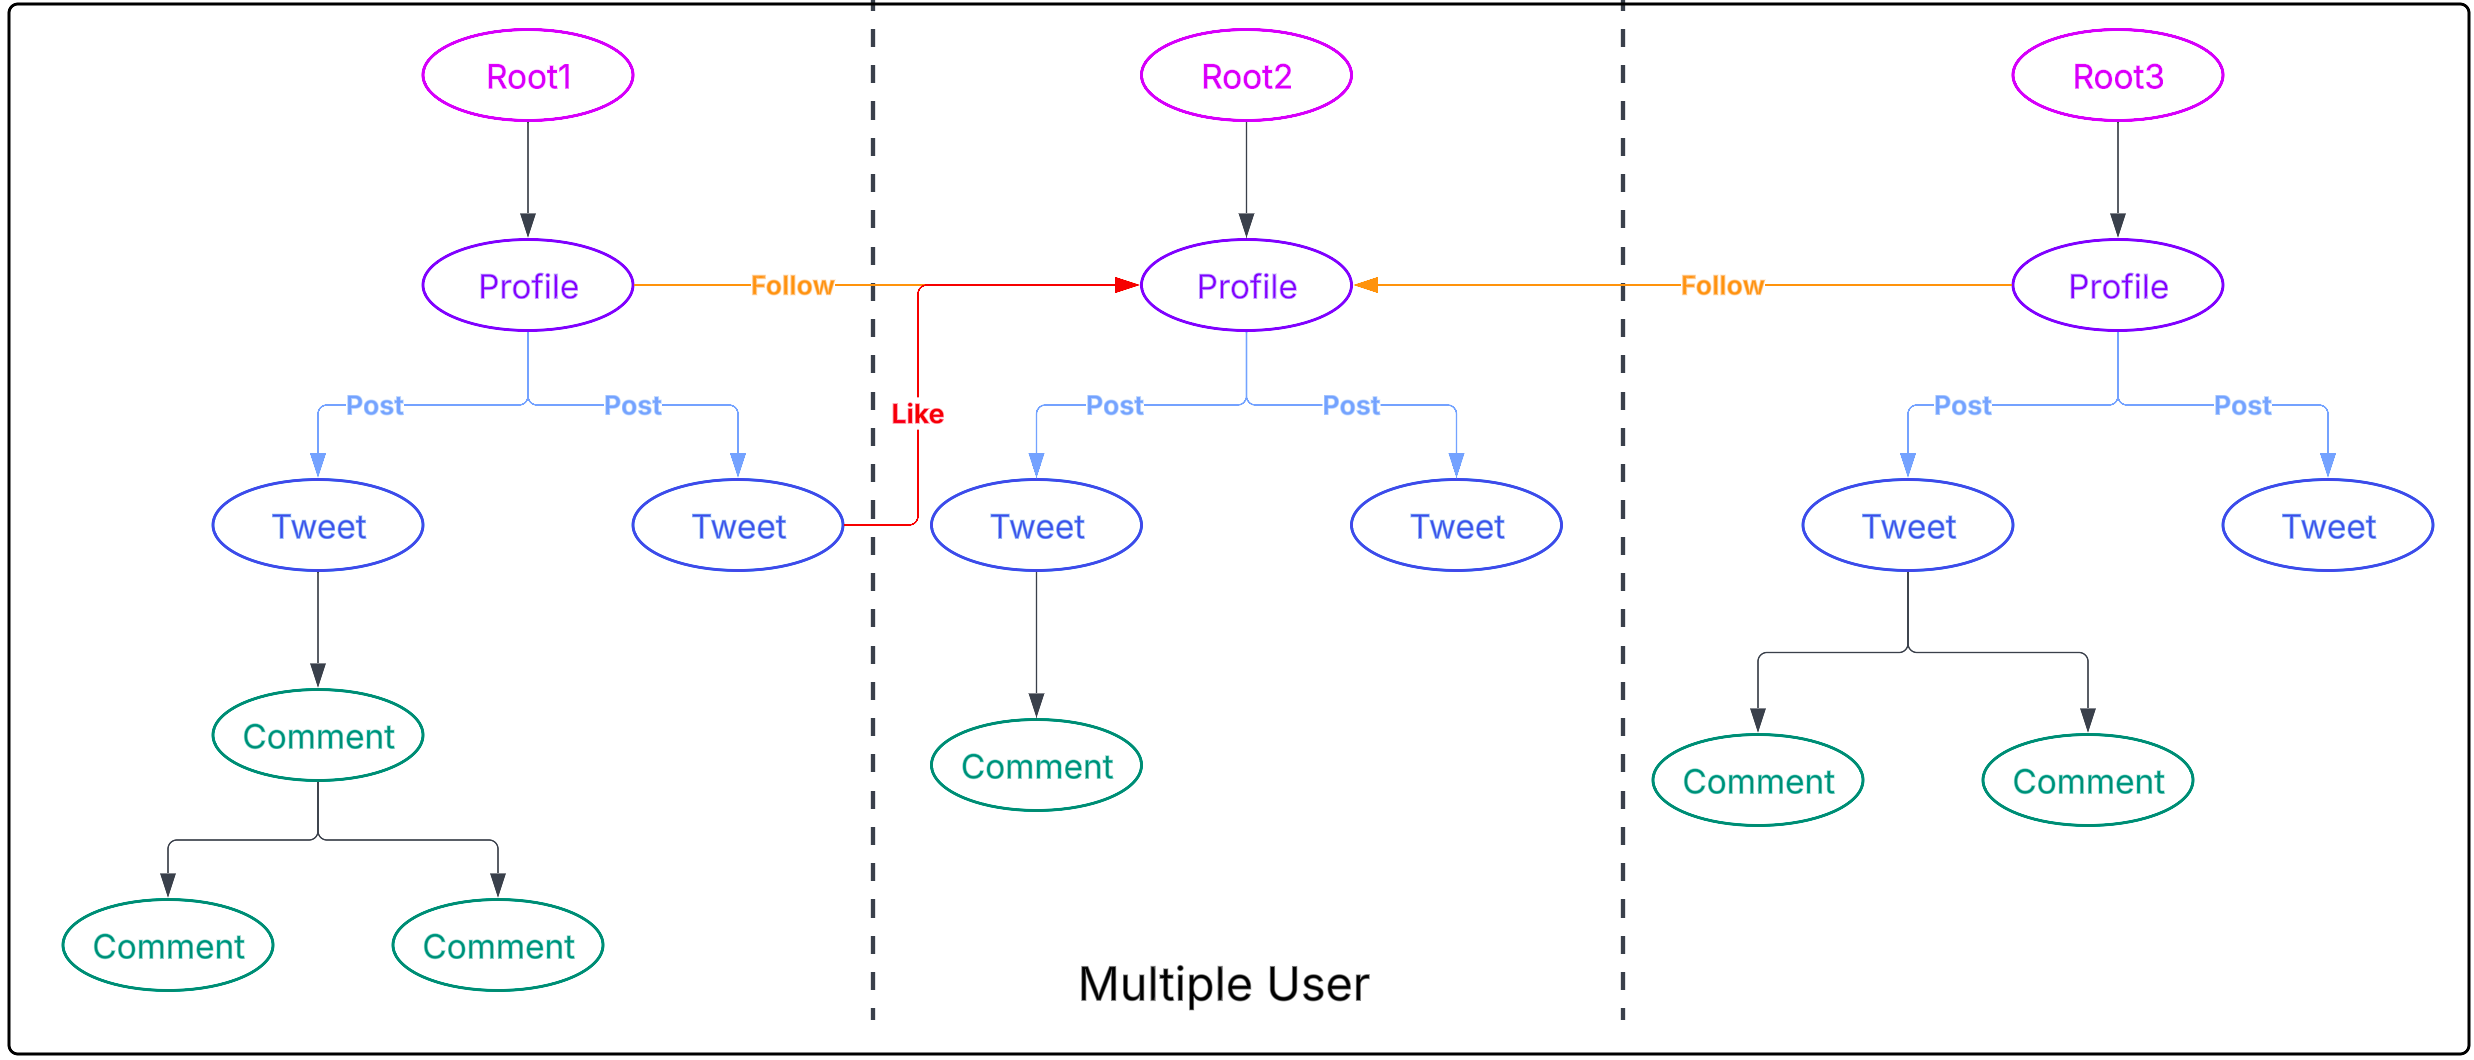 Root1
Root2
Root3
Profile
Follow
Profile
Follow
Profile
Post
Post
Like
Post
Post
Post
Post
Tweet
Tweet
Tweet
Tweet
Tweet
Tweet
Comment
Comment
Comment
Comment
Comment
Comment
Multiple User